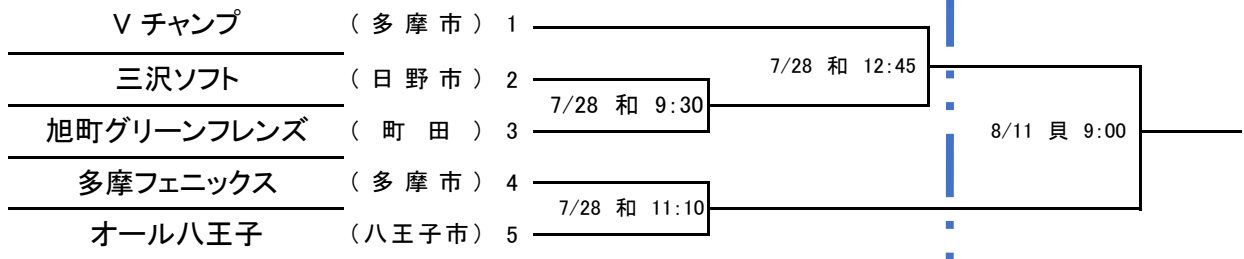 V チャンプ （ 多 摩 市 ） 1
7/28 和 12:45
三沢ソフト （ 日 野 市 ） 2
7/28 和 9:30
旭町グリーンフレンズ （ 町 田 ） 3
8/11 貝 9:00
多摩フェニックス （ 多 摩 市 ） 4
7/28 和 11:10
オール八王子 （八王子市） 5